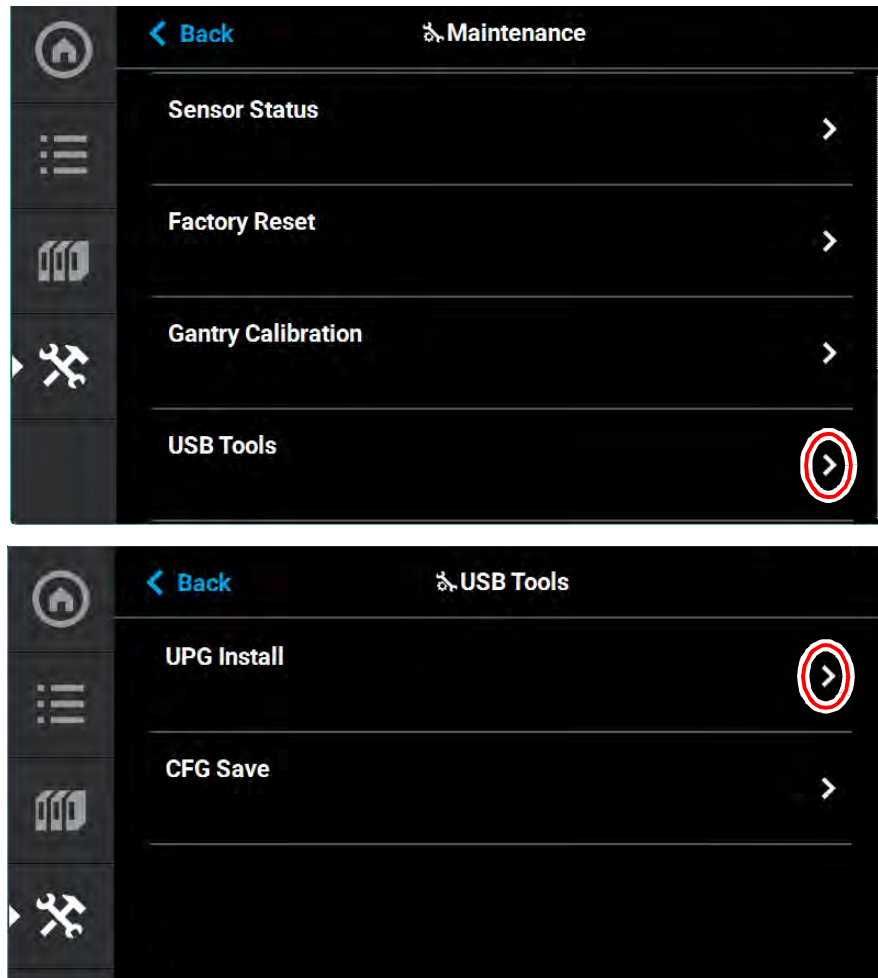 Back
Maintenance
Sensor Status
Factory Reset
Gantry Calibration
USB Tools
Back
USB Tools
UPG Install
CFG Save